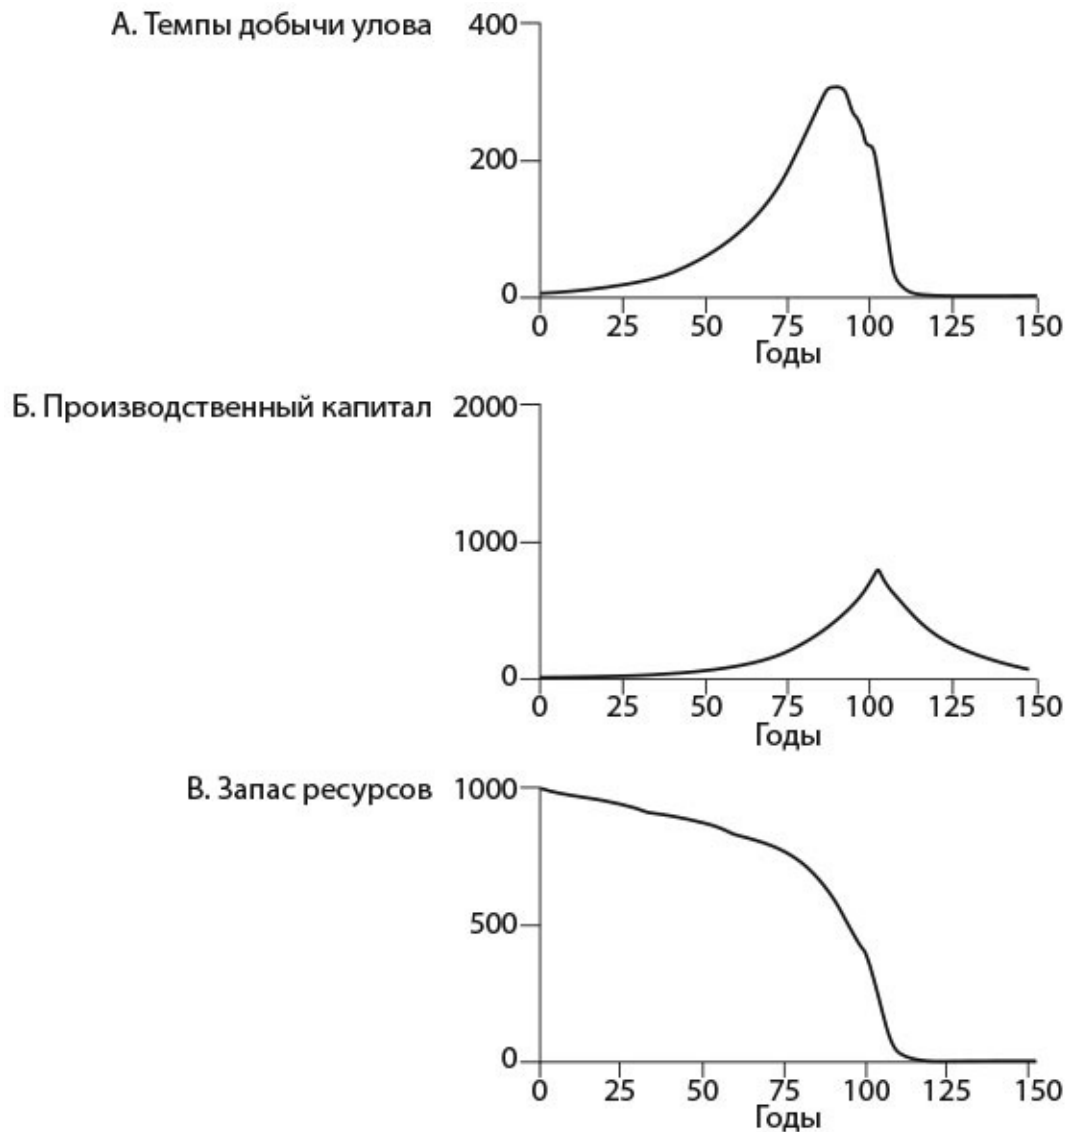 А. Темпы добычи улова
400
200
0
0 25 50 75 100 125 150
Годы
Б. Производственный капитал
2000
1000
0
0 25 50 75 100 125 150
Годы
В. Запас ресурсов
1000
500
0
0 25 50 75 100 125 150
Годы